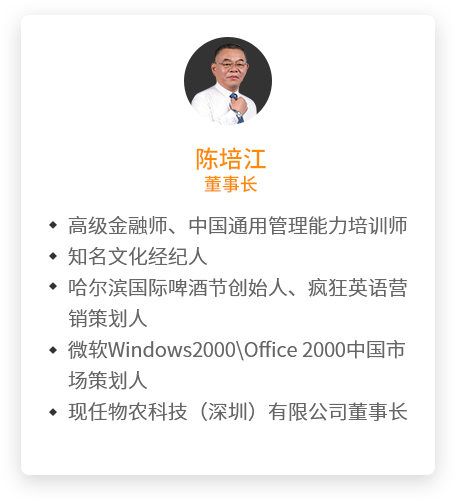 陈培江
董事长
高级金融师、中国通用管理能力培训师
知名文化经纪人
哈尔滨国际啤酒节创始人、疯狂英语营
销策划人
微软Windows2000\Office 2000中国市
场策划人
现任物农科技（深圳）有限公司董事长